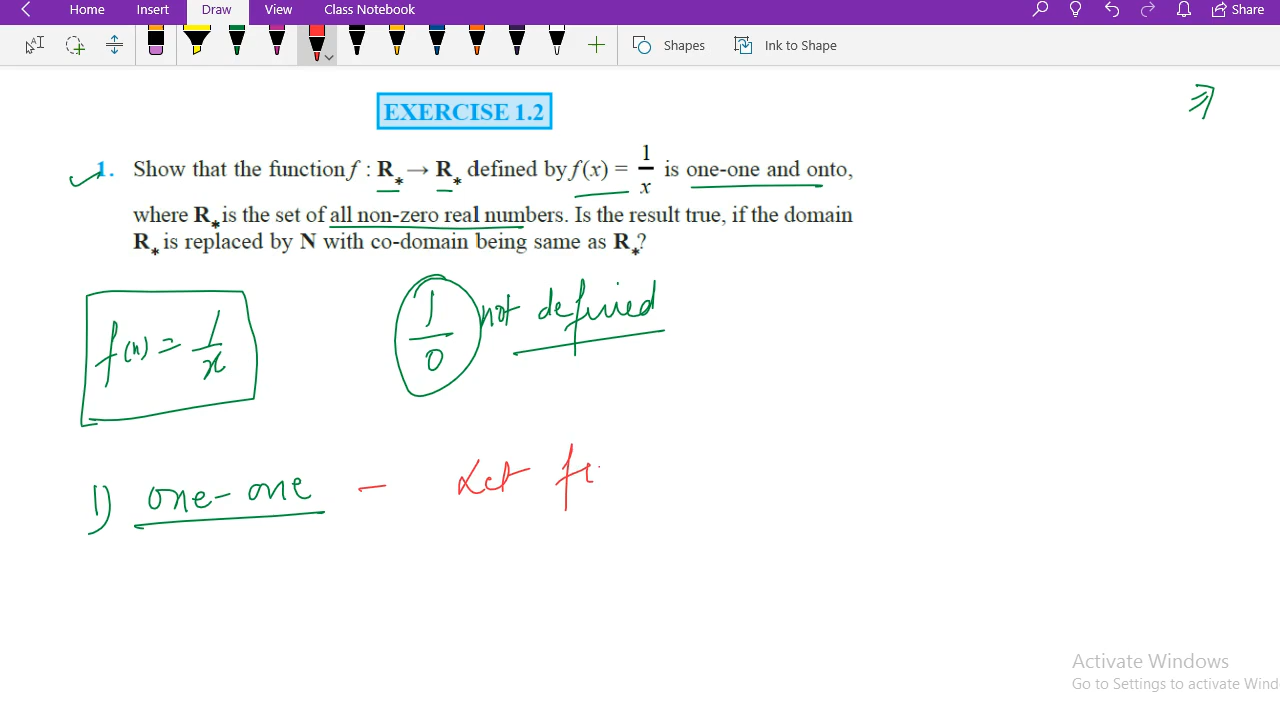 Home Insert Draw View Class Notebook Share
Shapes Ink to Shape
EXERCISE 1.2
1. Show that the function f : R* → R* defined by f(x) = 1/x is one-one and onto,
where R* is the set of all non-zero real numbers. Is the result true, if the domain
R* is replaced by N with co-domain being same as R*?
f(x) = 1/x
1/0 not defined
1) one-one - Let f(
Activate Windows
Go to Settings to activate Wind